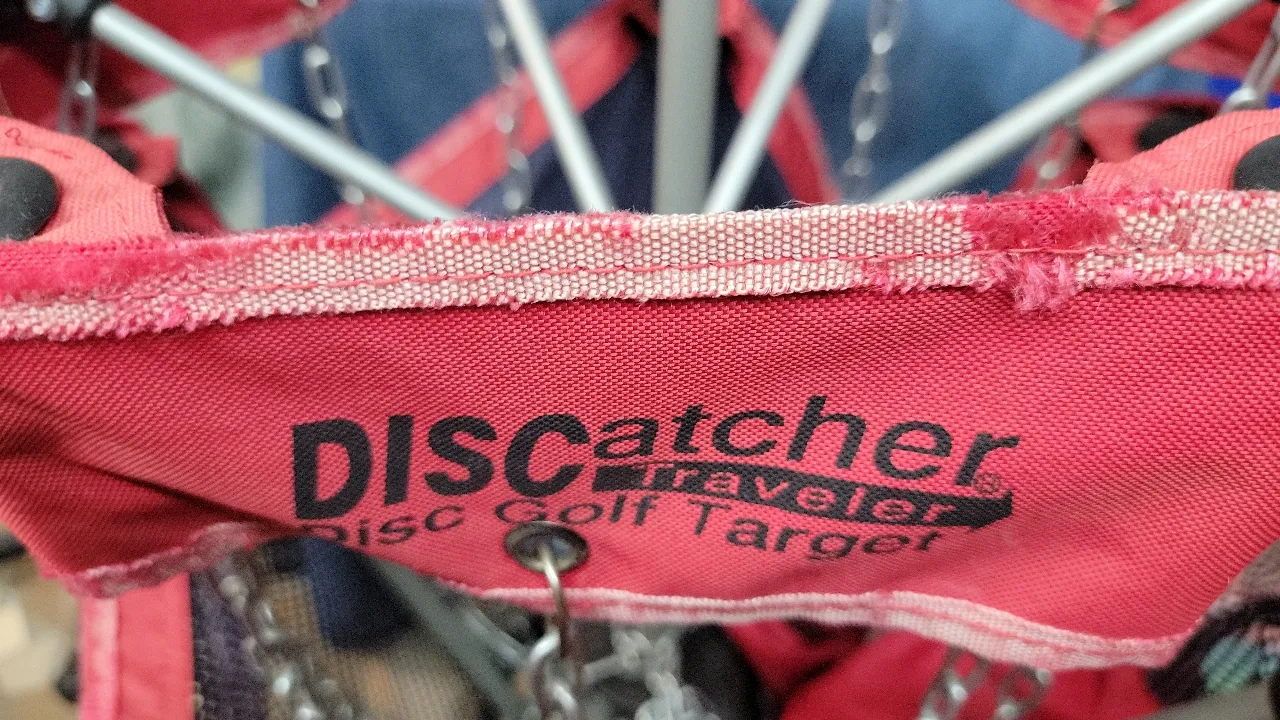 DISCatcher®
Traveler
Disc Golf Target